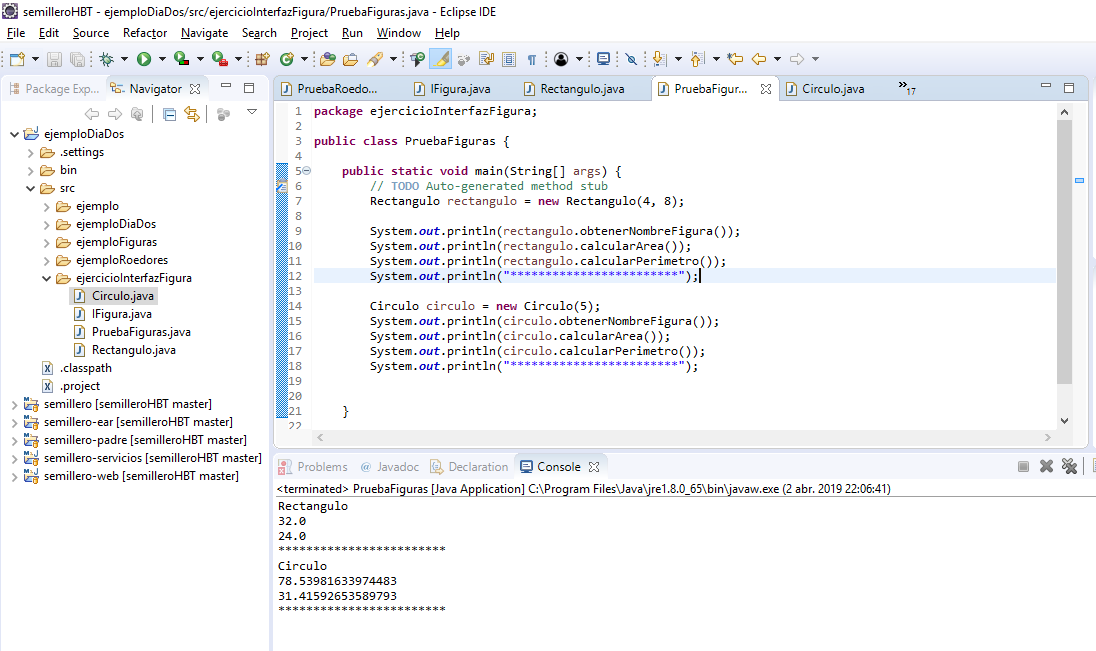 semilleroHBT - ejemploDiaDos/src/ejercicioInterfazFigura/PruebaFiguras.java - Eclipse IDE
File Edit Source Refactor Navigate Search Project Run Window Help
Package Exp... Navigator
ejemploDiaDos
.settings
bin
src
ejemplo
ejemploDiaDos
ejemploFiguras
ejemploRoedores
ejercicioInterfazFigura
Circulo.java
IFigura.java
PruebaFiguras.java
Rectangulo.java
.classpath
.project
semillero [semilleroHBT master]
semillero-ear [semilleroHBT master]
semillero-padre [semilleroHBT master]
semillero-servicios [semilleroHBT master]
semillero-web [semilleroHBT master]
PruebaRoedo... IFigura.java Rectangulo.java PruebaFigur... Circulo.java »17
1 package ejercicioInterfazFigura;
2
3 public class PruebaFiguras {
4
5 public static void main(String[] args) {
6 // TODO Auto-generated method stub
7 Rectangulo rectangulo = new Rectangulo(4, 8);
8
9 System.out.println(rectangulo.obtenerNombreFigura());
10 System.out.println(rectangulo.calcularArea());
11 System.out.println(rectangulo.calcularPerimetro());
12 System.out.println("************************");
13
14 Circulo circulo = new Circulo(5);
15 System.out.println(circulo.obtenerNombreFigura());
16 System.out.println(circulo.calcularArea());
17 System.out.println(circulo.calcularPerimetro());
18 System.out.println("************************");
19
20
21 }
22
Problems @ Javadoc Declaration Console
<terminated> PruebaFiguras [Java Application] C:\Program Files\Java\jre1.8.0_65\bin\javaw.exe (2 abr. 2019 22:06:41)
Rectangulo
32.0
24.0
************************
Circulo
78.53981633974483
31.41592653589793
************************